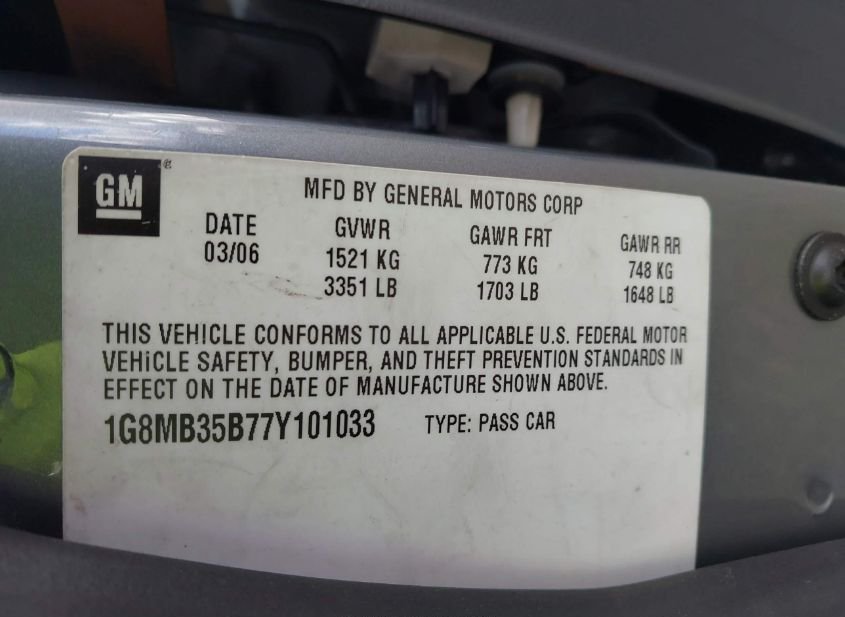 GM®
MFD BY GENERAL MOTORS CORP
DATE GVWR GAWR FRT GAWR RR
03/06 1521 KG 773 KG 748 KG
3351 LB 1703 LB 1648 LB
THIS VEHICLE CONFORMS TO ALL APPLICABLE U.S. FEDERAL MOTOR
VEHICLE SAFETY, BUMPER, AND THEFT PREVENTION STANDARDS IN
EFFECT ON THE DATE OF MANUFACTURE SHOWN ABOVE.
1G8MB35B77Y101033 TYPE: PASS CAR